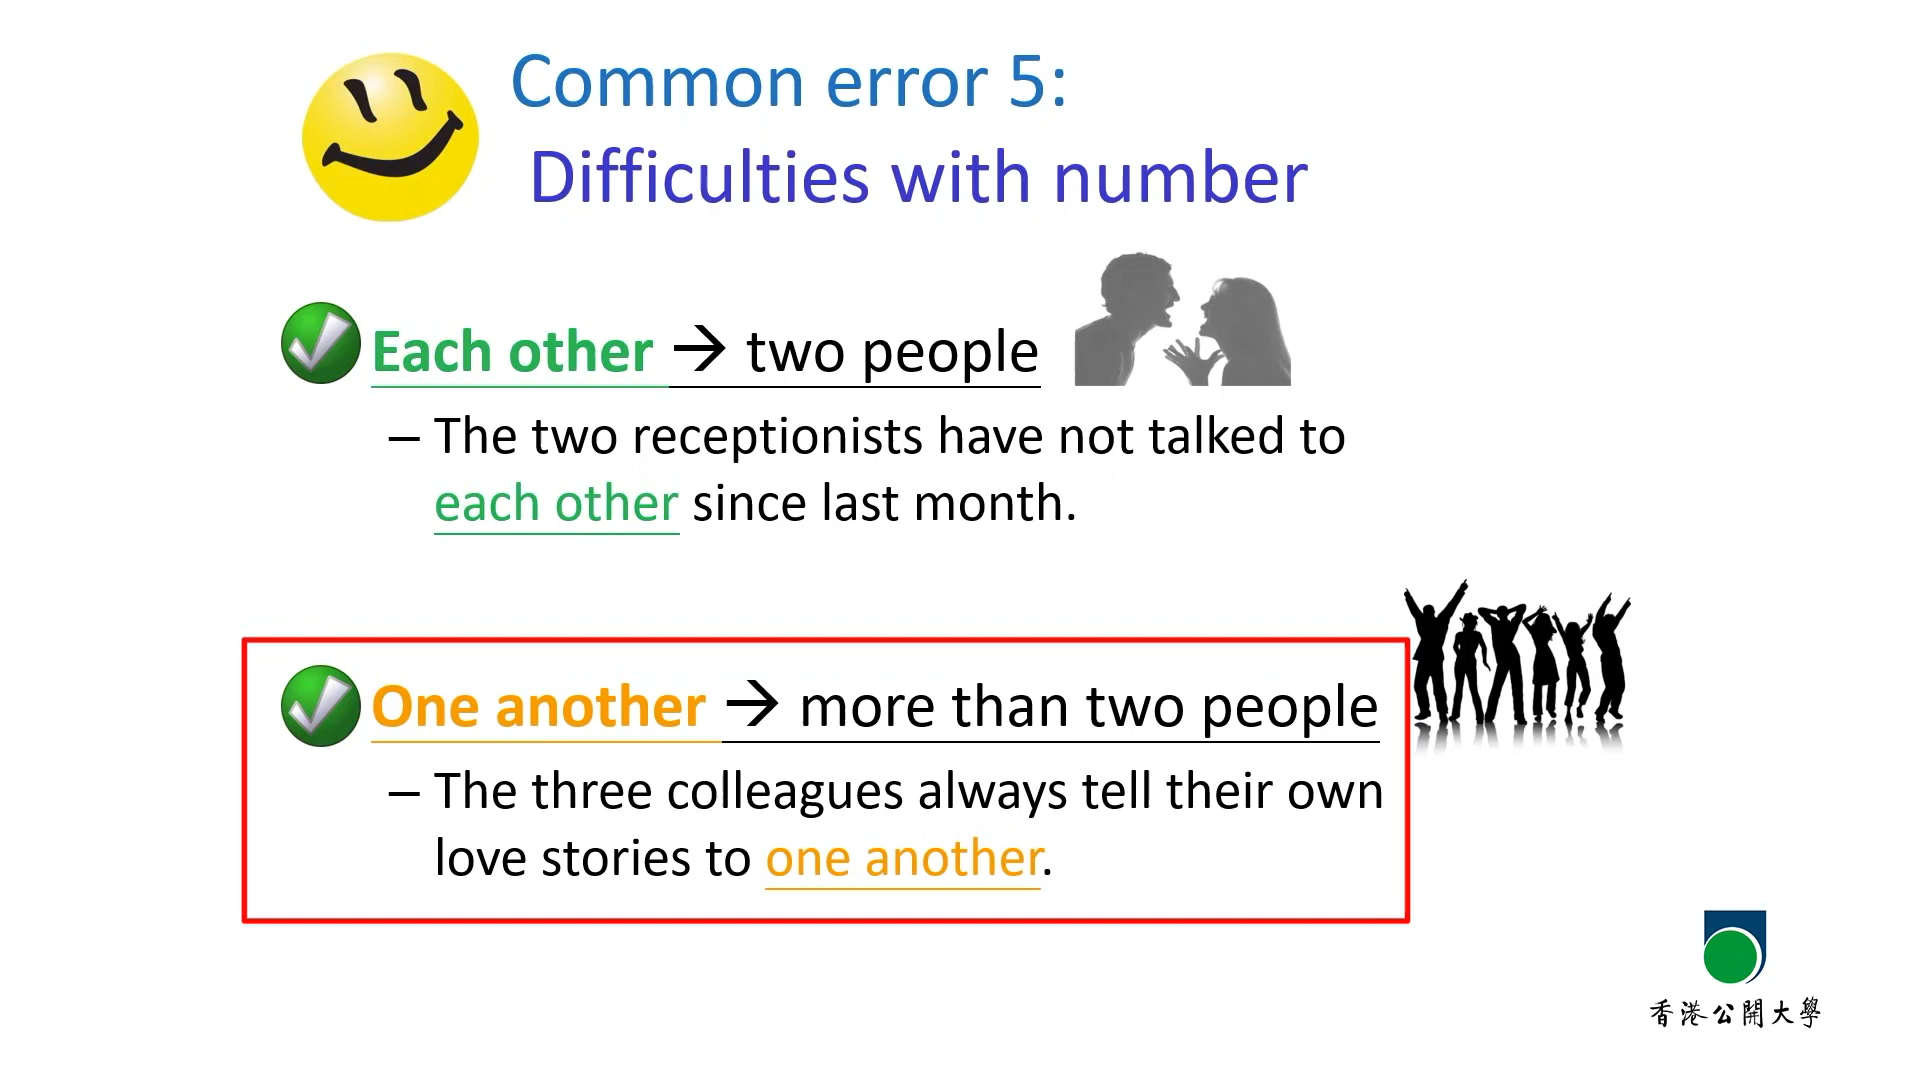 Common error 5:
Difficulties with number
Each other → two people
– The two receptionists have not talked to
each other since last month.
One another → more than two people
– The three colleagues always tell their own
love stories to one another.
香港公開大學